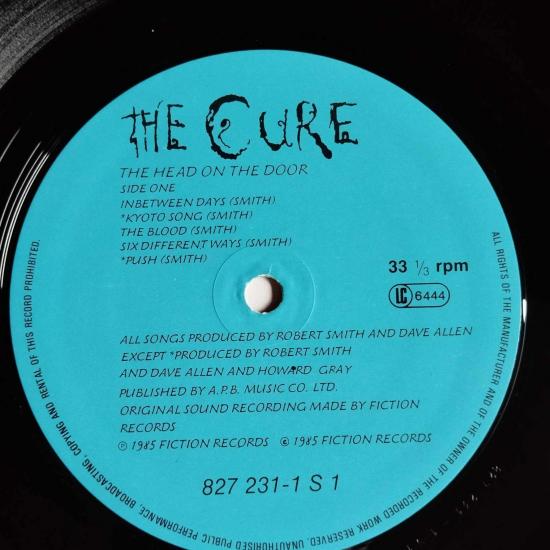 THE CURE
THE HEAD ON THE DOOR
SIDE ONE
INBETWEEN DAYS (SMITH)
*KYOTO SONG (SMITH)
THE BLOOD (SMITH)
SIX DIFFERENT WAYS (SMITH)
*PUSH (SMITH)
33 1/3 rpm
LC 6444
ALL SONGS PRODUCED BY ROBERT SMITH AND DAVE ALLEN
EXCEPT *PRODUCED BY ROBERT SMITH
AND DAVE ALLEN AND HOWARD GRAY
PUBLISHED BY A.P.B. MUSIC CO. LTD.
ORIGINAL SOUND RECORDING MADE BY FICTION
RECORDS
℗ 1985 FICTION RECORDS © 1985 FICTION RECORDS
827 231-1 S 1
ALL RIGHTS OF THE MANUFACTURER AND OF THE OWNER OF THE RECORDED WORK RESERVED. UNAUTHORISED PUBLIC PERFORMANCE, BROADCASTING, COPYING AND RENTAL OF THIS RECORD PROHIBITED.